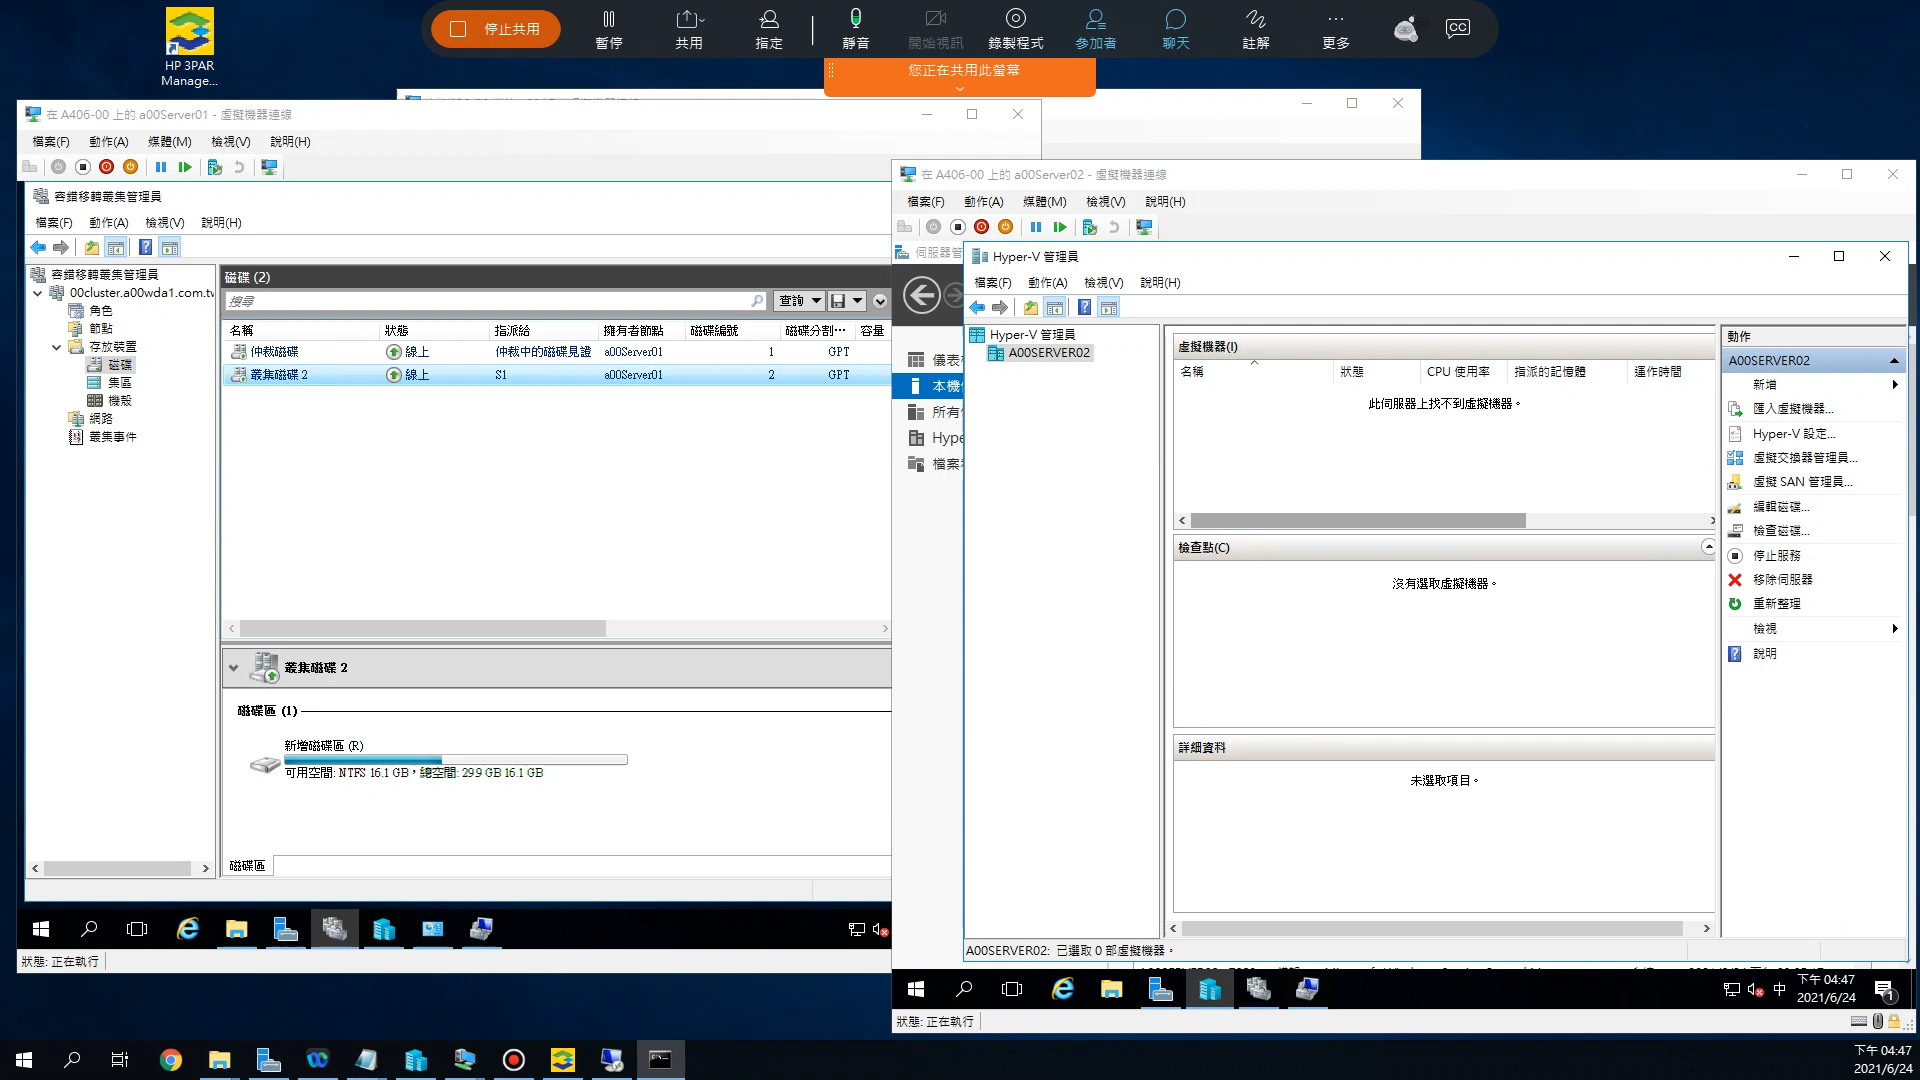 HP 3PAR
Manage...
停止共用
暫停
共用
指定
靜音
開始視訊
錄製程式
參加者
聊天
註解
更多
CC
您正在共用此螢幕
在 A406-00 上的 a00Server01 - 虛擬機器連線
檔案(F)
動作(A)
媒體(M)
檢視(V)
說明(H)
容錯移轉叢集管理員
檔案(F)
動作(A)
檢視(V)
說明(H)
容錯移轉叢集管理員
00cluster.a00wda1.com.tw
角色
節點
存放裝置
磁碟
集區
機殼
網路
叢集事件
磁碟 (2)
搜尋
查詢
名稱 狀態 指派給 擁有者節點 磁碟編號 磁碟分割⋯ 容量
仲裁磁碟 線上 仲裁中的磁碟見證 a00Server01 1 GPT
叢集磁碟 2 線上 S1 a00Server01 2 GPT
叢集磁碟 2
磁碟區 (1)
新增磁碟區 (R)
可用空間: NTFS 16.1 GB，總空間: 29.9 GB 16.1 GB
磁碟區
狀態: 正在執行
在 A406-00 上的 a00Server02 - 虛擬機器連線
檔案(F)
動作(A)
媒體(M)
檢視(V)
說明(H)
伺服器管
儀表
本機
所有
Hype
檔案
Hyper-V 管理員
檔案(F)
動作(A)
檢視(V)
說明(H)
Hyper-V 管理員
A00SERVER02
虛擬機器(I)
名稱 狀態 CPU 使用率 指派的記憶體 運作時間
此伺服器上找不到虛擬機器。
檢查點(C)
沒有選取虛擬機器。
詳細資料
未選取項目。
動作
A00SERVER02
新增
匯入虛擬機器...
Hyper-V 設定...
虛擬交換器管理員...
虛擬 SAN 管理員...
編輯磁碟...
檢查磁碟...
停止服務
移除伺服器
重新整理
檢視
說明
A00SERVER02: 已選取 0 部虛擬機器。
中
下午 04:47
2021/6/24
1
狀態: 正在執行
下午 04:47
2021/6/24